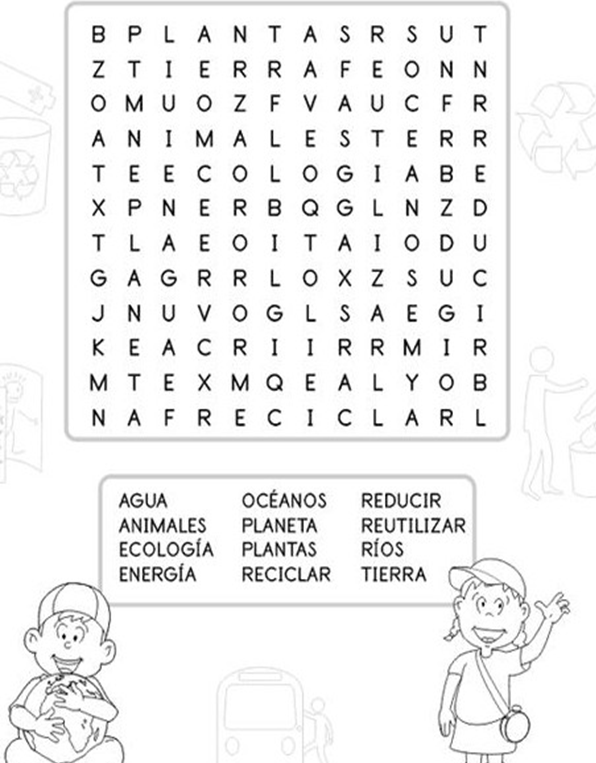 B P L A N T A S R S U T
Z T I E R R A F E O N N
O M U O Z F V A U C F R
A N I M A L E S T E R R
T E E C O L O G I A B E
X P N E R B Q G L N Z D
T L A E O I T A I O D U
G A G R R L O X Z S U C
J N U V O G L S A E G I
K E A C R I I R R M I R
M T E X M Q E A L Y O B
N A F R E C I C L A R L
AGUA OCÉANOS REDUCIR
ANIMALES PLANETA REUTILIZAR
ECOLOGÍA PLANTAS RÍOS
ENERGÍA RECICLAR TIERRA